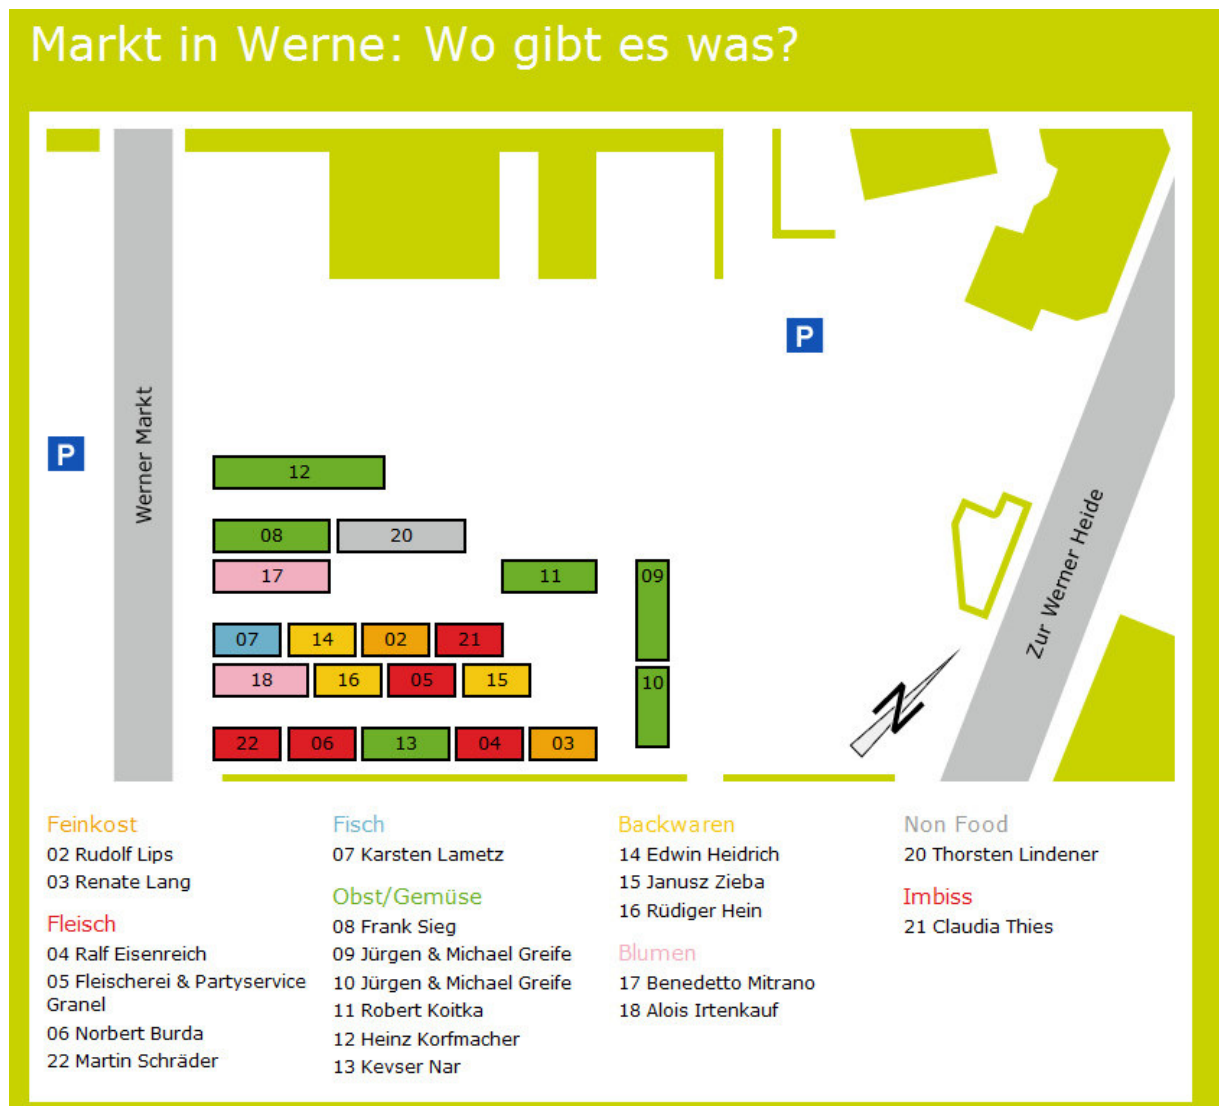 Markt in Werne: Wo gibt es was?
P
P
Werner Markt
Zur Werner Heide
12
08 20
17 11 09
07 14 02 21
18 16 05 15 10
22 06 13 04 03
N
Feinkost
02 Rudolf Lips
03 Renate Lang
Fleisch
04 Ralf Eisenreich
05 Fleischerei & Partyservice
Granel
06 Norbert Burda
22 Martin Schräder
Fisch
07 Karsten Lametz
Obst/Gemüse
08 Frank Sieg
09 Jürgen & Michael Greife
10 Jürgen & Michael Greife
11 Robert Koitka
12 Heinz Korfmacher
13 Kevser Nar
Backwaren
14 Edwin Heidrich
15 Janusz Zieba
16 Rüdiger Hein
Blumen
17 Benedetto Mitrano
18 Alois Irtenkauf
Non Food
20 Thorsten Lindener
Imbiss
21 Claudia Thies